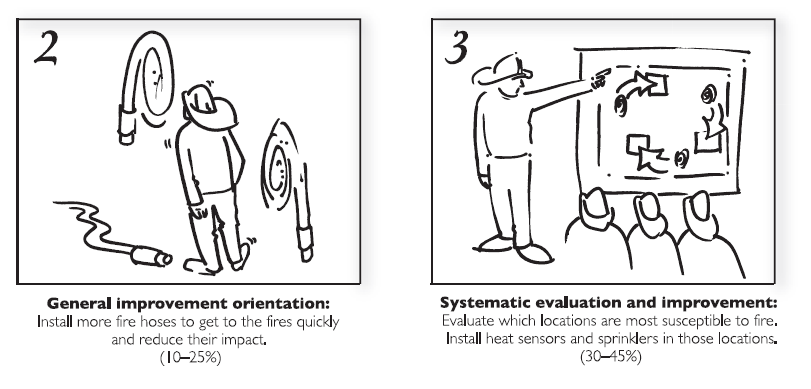 2
General improvement orientation:
Install more fire hoses to get to the fires quickly
and reduce their impact.
(10–25%)
3
Systematic evaluation and improvement:
Evaluate which locations are most susceptible to fire.
Install heat sensors and sprinklers in those locations.
(30–45%)